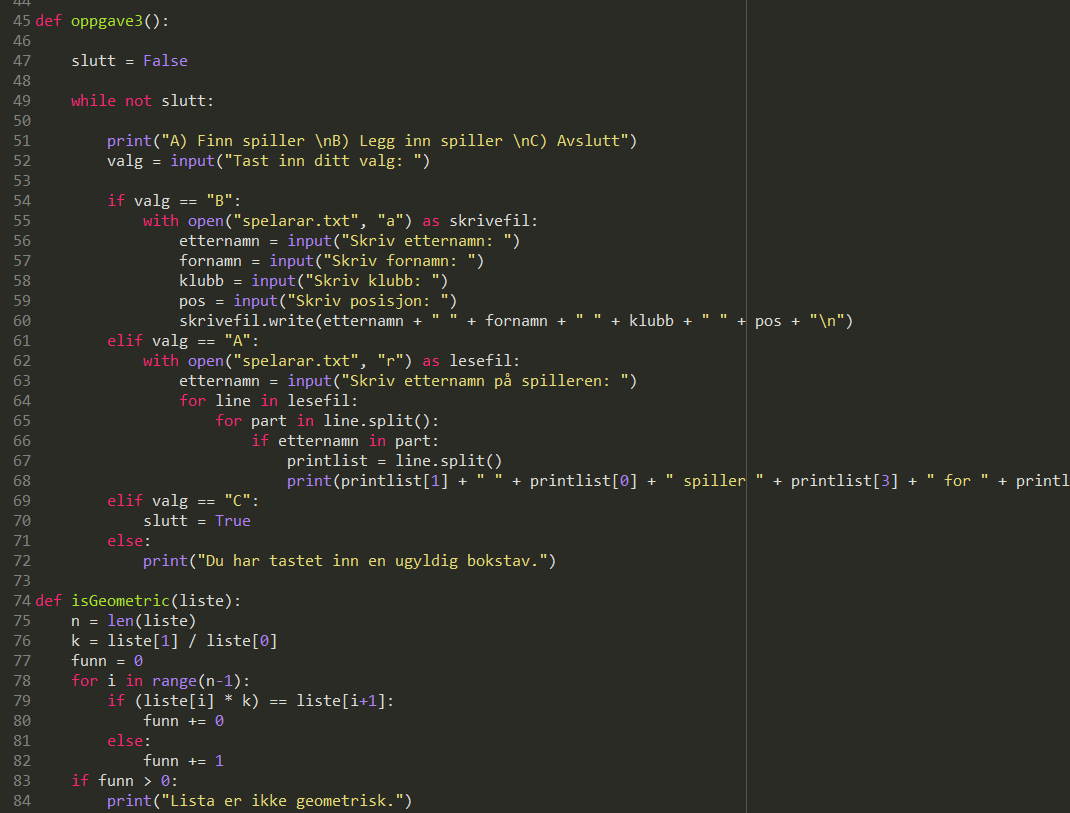 44
45 def oppgave3():
46
47     slutt = False
48
49     while not slutt:
50
51         print("A) Finn spiller \nB) Legg inn spiller \nC) Avslutt")
52         valg = input("Tast inn ditt valg: ")
53
54         if valg == "B":
55             with open("spelarar.txt", "a") as skrivefil:
56                 etternamn = input("Skriv etternamn: ")
57                 fornamn = input("Skriv fornamn: ")
58                 klubb = input("Skriv klubb: ")
59                 pos = input("Skriv posisjon: ")
60                 skrivefil.write(etternamn + " " + fornamn + " " + klubb + " " + pos + "\n")
61         elif valg == "A":
62             with open("spelarar.txt", "r") as lesefil:
63                 etternamn = input("Skriv etternamn på spilleren: ")
64                 for line in lesefil:
65                     for part in line.split():
66                         if etternamn in part:
67                             printlist = line.split()
68                             print(printlist[1] + " " + printlist[0] + " spiller " + printlist[3] + " for " + printl
69         elif valg == "C":
70             slutt = True
71         else:
72             print("Du har tastet inn en ugyldig bokstav.")
73
74 def isGeometric(liste):
75     n = len(liste)
76     k = liste[1] / liste[0]
77     funn = 0
78     for i in range(n-1):
79         if (liste[i] * k) == liste[i+1]:
80             funn += 0
81         else:
82             funn += 1
83     if funn > 0:
84         print("Lista er ikke geometrisk.")